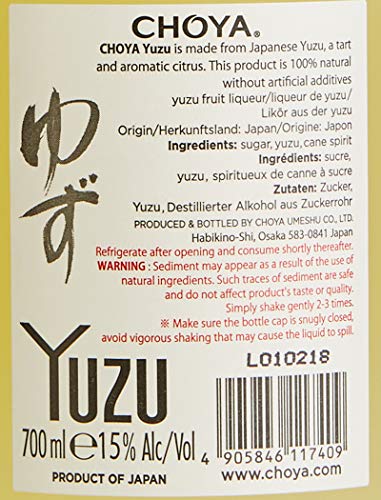 CHOYA®
CHOYA Yuzu is made from Japanese Yuzu, a tart
and aromatic citrus. This product is 100% natural
without artificial additives
yuzu fruit liqueur/liqueur de yuzu/
Likör aus der yuzu
Origin/Herkunftsland: Japan/Origine: Japon
Ingredients: sugar, yuzu, cane spirit
Ingrédients: sucre,
yuzu, spiritueux de canne à sucre
Zutaten: Zucker,
Yuzu, Destillierter Alkohol aus Zuckerrohr
PRODUCED & BOTTLED BY CHOYA UMESHU CO., LTD.
Habikino-Shi, Osaka 583-0841 Japan
ゆず
Refrigerate after opening and consume shortly thereafter.
WARNING : Sediment may appear as a result of the use of
natural ingredients. Such traces of sediment are safe
and do not affect product's taste or quality.
Simply shake gently 2-3 times.
※ Make sure the bottle cap is snugly closed,
avoid vigorous shaking that may cause the liquid to spill.
YUZU
L010218
700 ml ℮ 15% Alc/Vol
4 905846 117409
PRODUCT OF JAPAN
www.choya.com